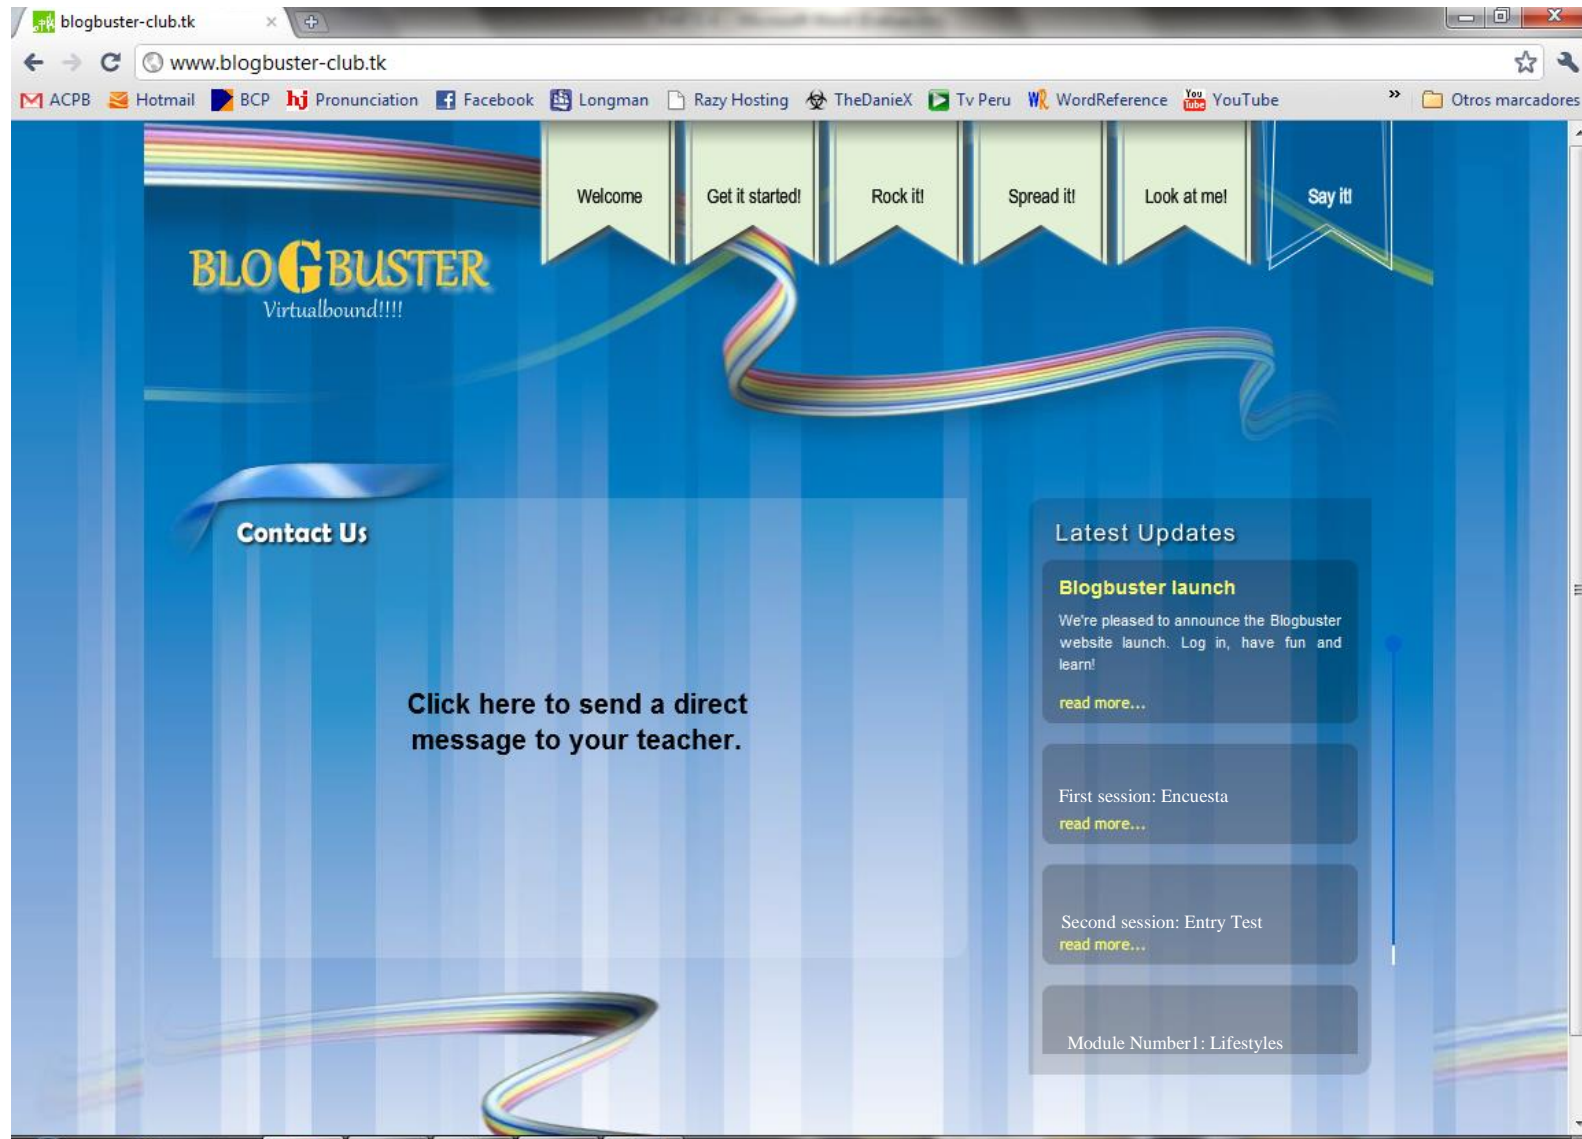 blogbuster-club.tk
www.blogbuster-club.tk
ACPB Hotmail BCP Pronunciation Facebook Longman Razy Hosting TheDanieX Tv Peru WordReference YouTube » Otros marcadores
Welcome Get it started! Rock it! Spread it! Look at me! Say it!
BLOGBUSTER
Virtualbound!!!!
Contact Us
Click here to send a direct
message to your teacher.
Latest Updates
Blogbuster launch
We're pleased to announce the Blogbuster
website launch. Log in, have fun and
learn!
read more...
First session: Encuesta
read more...
Second session: Entry Test
read more...
Module Number1: Lifestyles